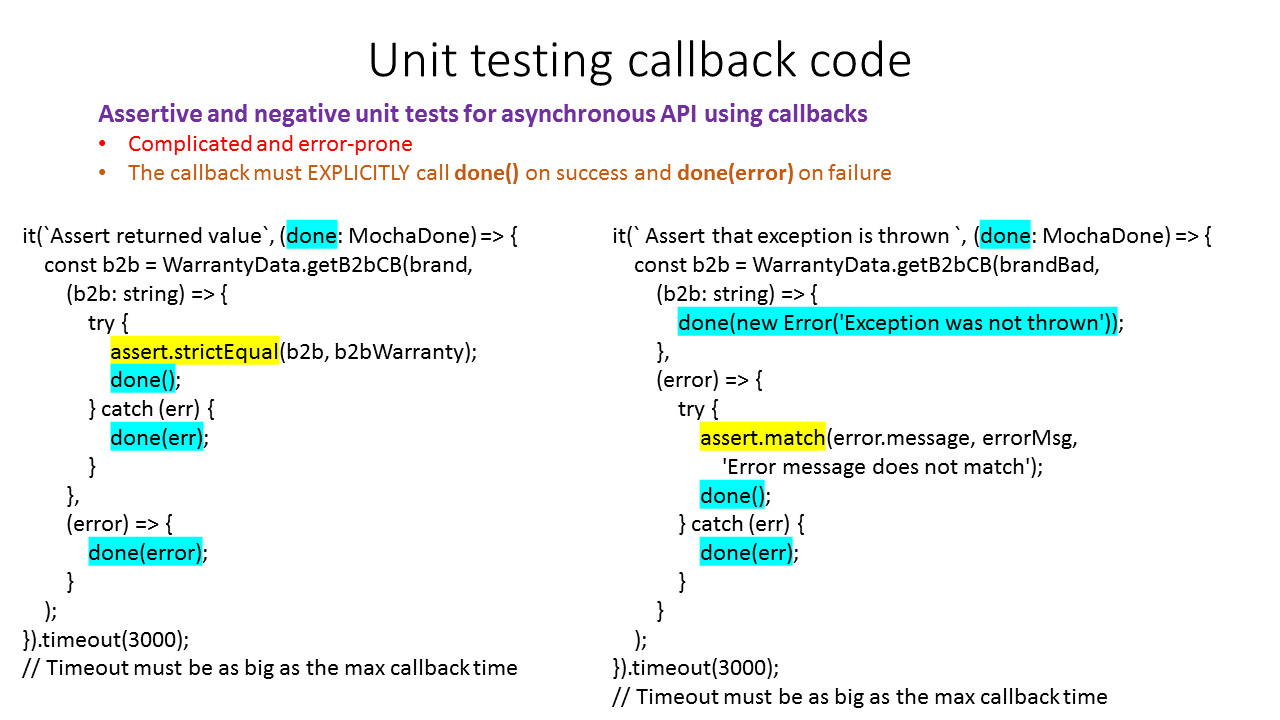 Unit testing callback code
Assertive and negative unit tests for asynchronous API using callbacks
• Complicated and error-prone
• The callback must EXPLICITLY call done() on success and done(error) on failure
it(`Assert returned value`, (done: MochaDone) => {
const b2b = WarrantyData.getB2bCB(brand,
(b2b: string) => {
try {
assert.strictEqual(b2b, b2bWarranty);
done();
} catch (err) {
done(err);
}
},
(error) => {
done(error);
}
);
}).timeout(3000);
// Timeout must be as big as the max callback time
it(` Assert that exception is thrown `, (done: MochaDone) => {
const b2b = WarrantyData.getB2bCB(brandBad,
(b2b: string) => {
done(new Error('Exception was not thrown'));
},
(error) => {
try {
assert.match(error.message, errorMsg,
'Error message does not match');
done();
} catch (err) {
done(err);
}
}
);
}).timeout(3000);
// Timeout must be as big as the max callback time